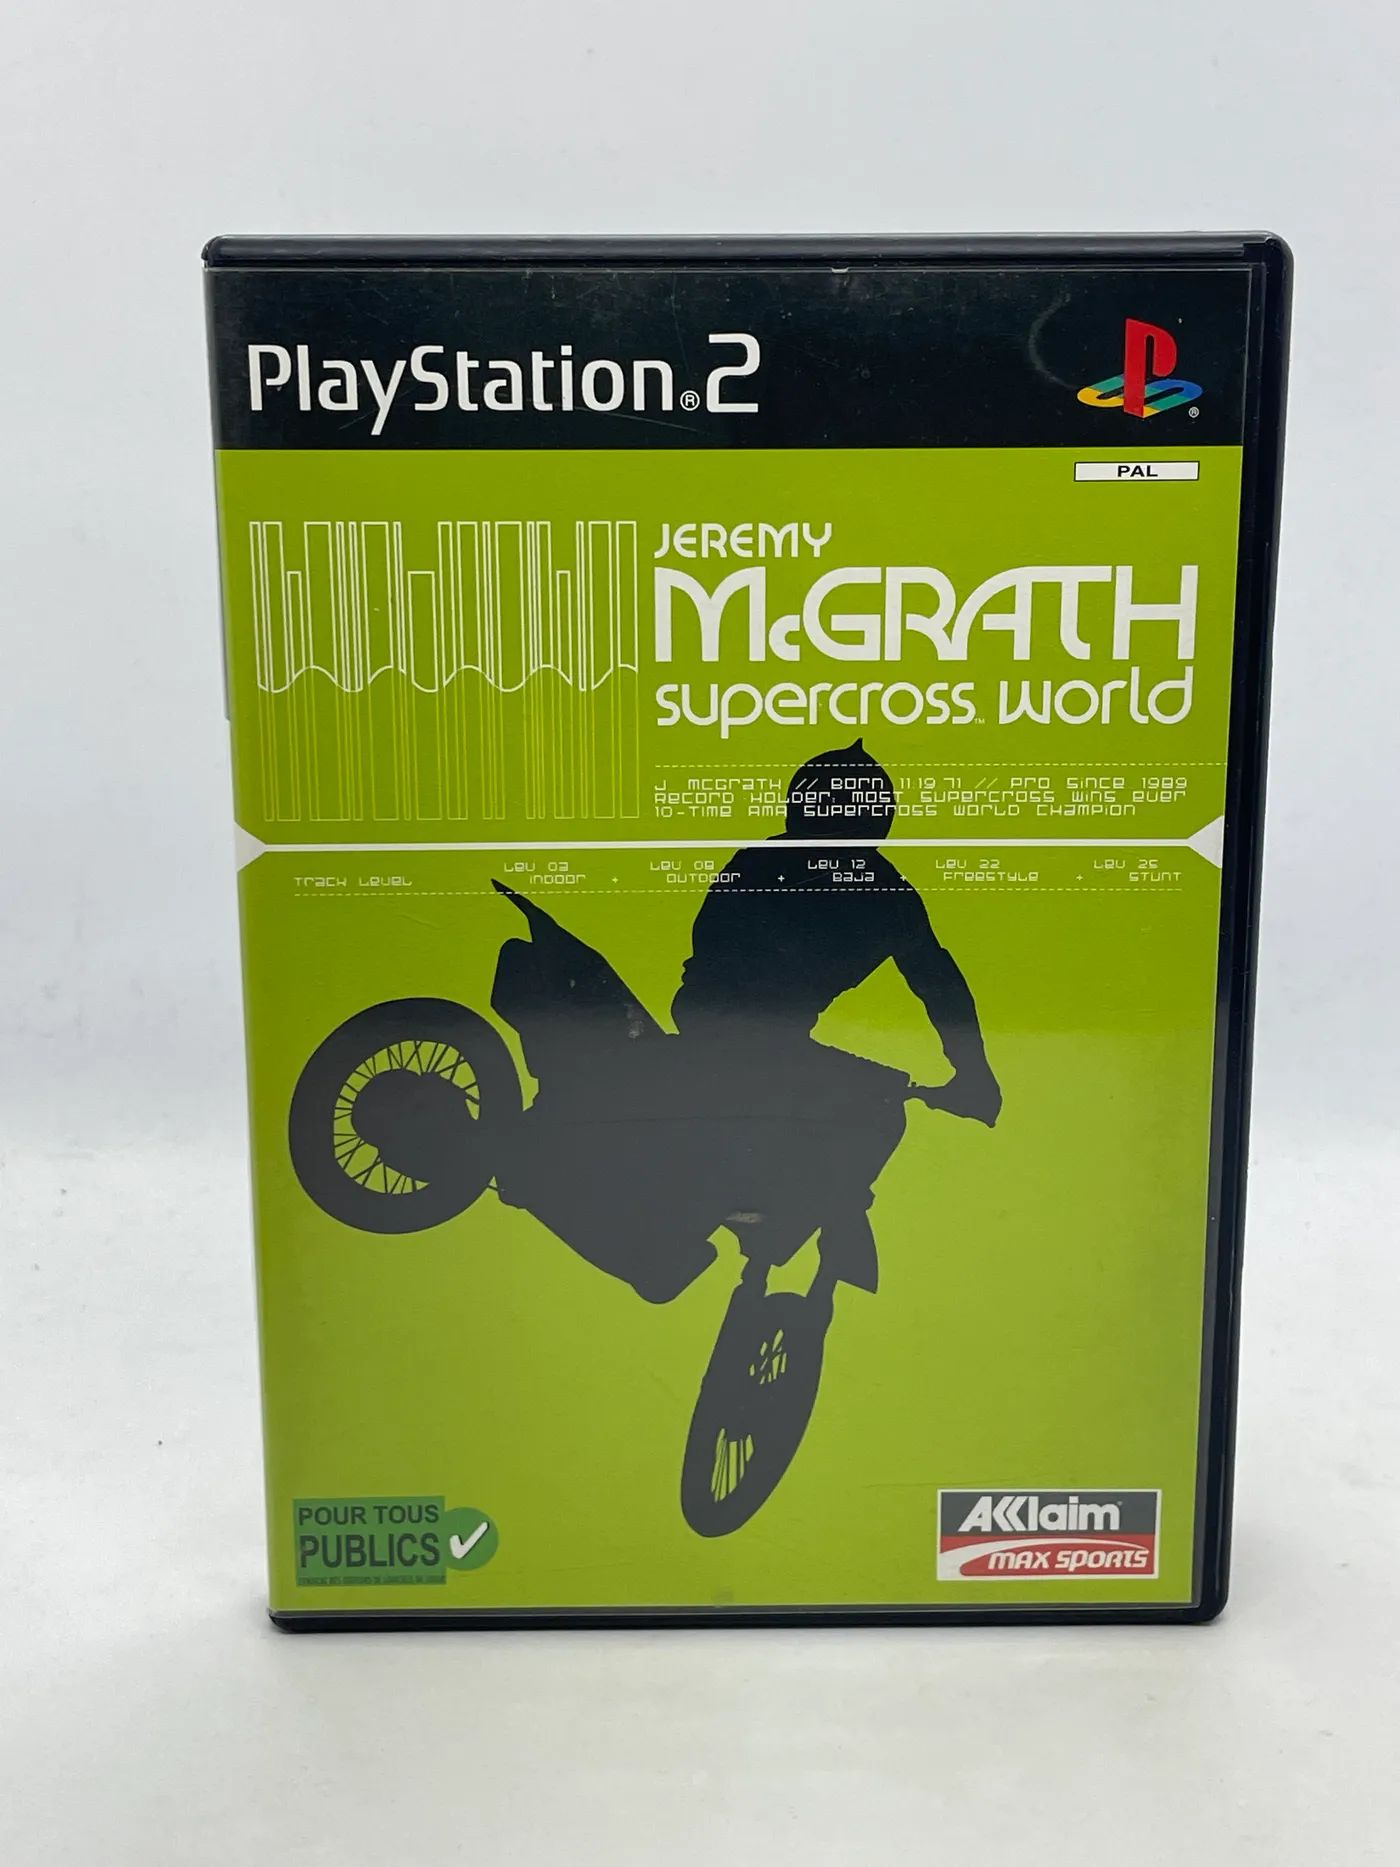 PlayStation®2
PAL
JEREMY
McGRATH
supercross™ world
J MCGRATH // BORN 11.19.71 // PRO SINCE 1989
RECORD HOLDER: MOST SUPERCROSS WINS EVER
10-TIME AMA SUPERCROSS WORLD CHAMPION
TRACK LEVEL
LEV 03 INDOOR + LEV 08 OUTDOOR + LEV 12 BAJA + LEV 22 FREESTYLE + LEV 25 STUNT
POUR TOUS
PUBLICS
AKKlaim
MAX SPORTS